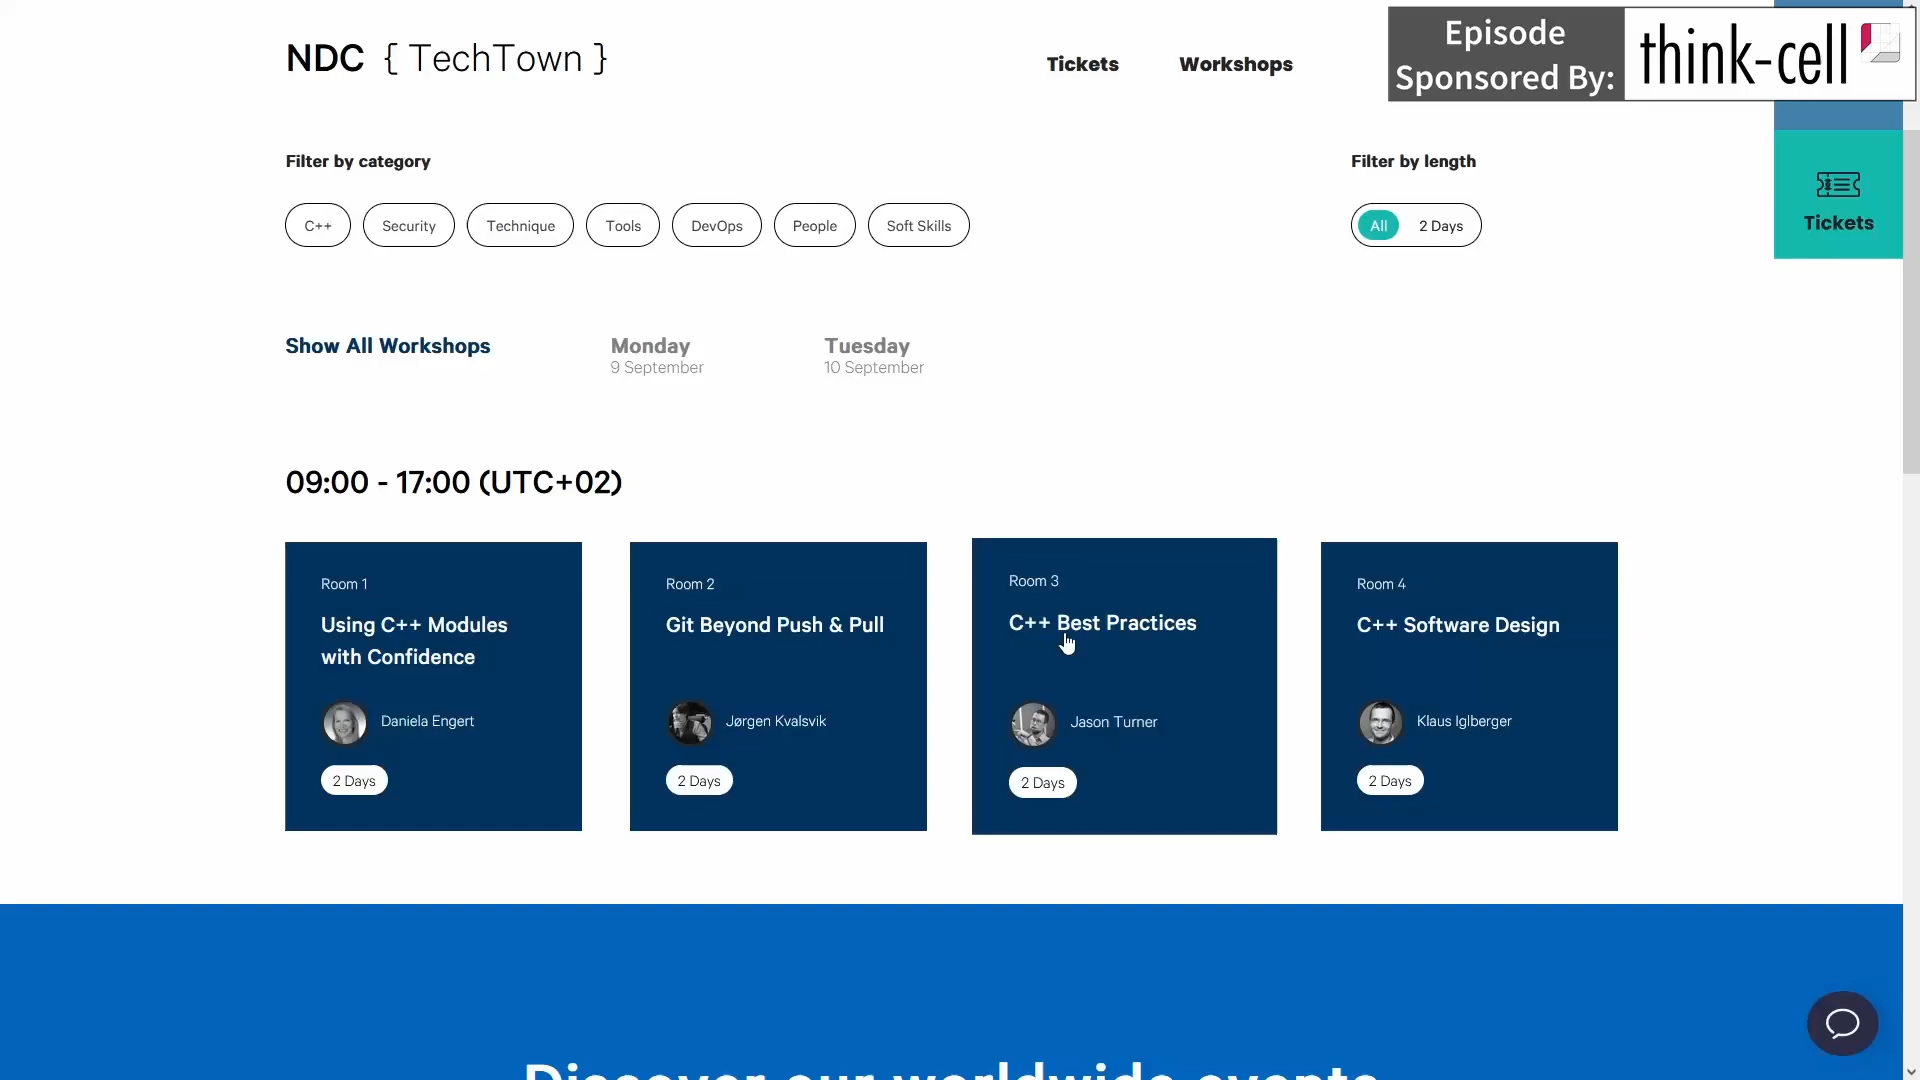 NDC { TechTown }
Tickets
Workshops
Episode
Sponsored By:
think-cell
Filter by category
Filter by length
C++
Security
Technique
Tools
DevOps
People
Soft Skills
All
2 Days
Tickets
Show All Workshops
Monday
9 September
Tuesday
10 September
09:00 - 17:00 (UTC+02)
Room 1
Using C++ Modules
with Confidence
Daniela Engert
2 Days
Room 2
Git Beyond Push & Pull
Jørgen Kvalsvik
2 Days
Room 3
C++ Best Practices
Jason Turner
2 Days
Room 4
C++ Software Design
Klaus Iglberger
2 Days
Discover our worldwide events